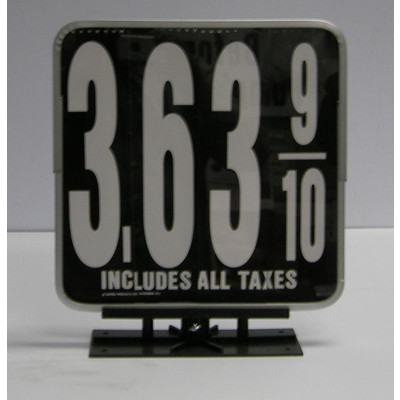 3.63 9/10
INCLUDES ALL TAXES